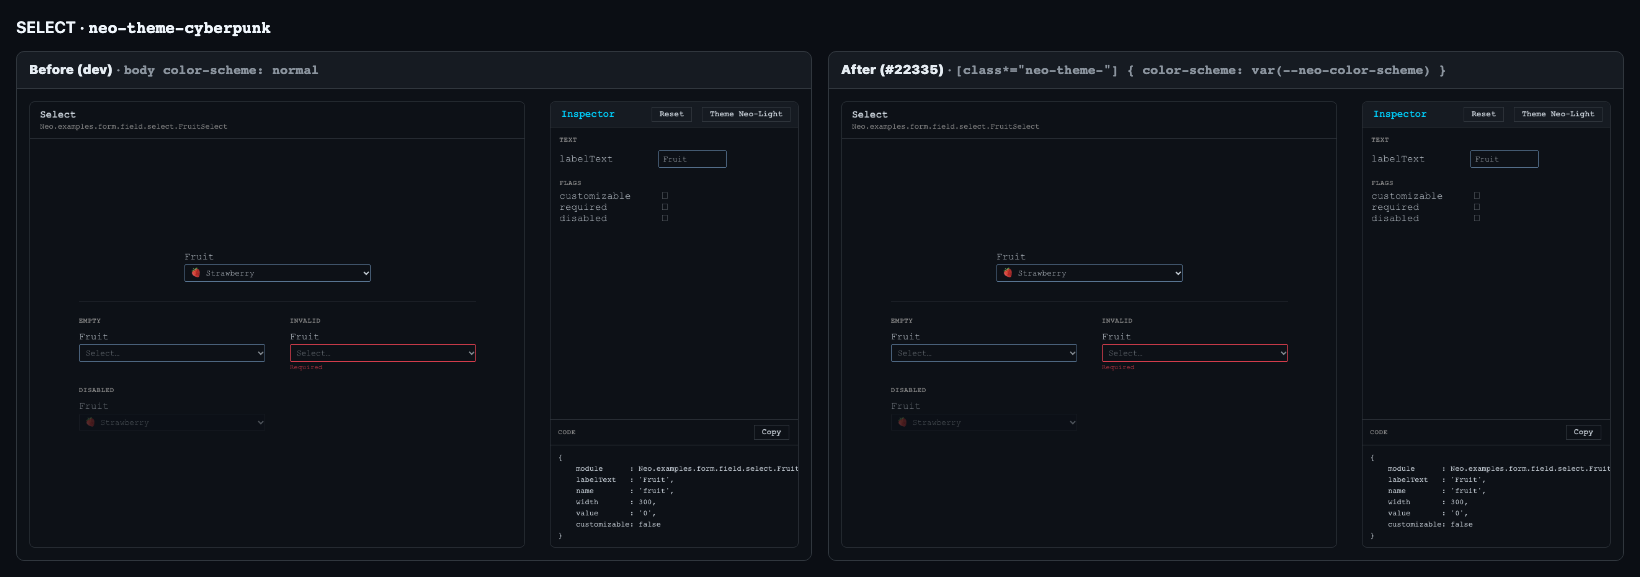 SELECT · neo-theme-cyberpunk
Before (dev) · body color-scheme: normal
Select
Neo.examples.form.field.select.FruitSelect
Fruit
Strawberry
EMPTY
INVALID
Fruit
Fruit
Select…
Select…
Required
DISABLED
Fruit
Strawberry
Inspector
Reset
Theme Neo-Light
TEXT
labelText
Fruit
FLAGS
customizable
required
disabled
CODE
Copy
{
module : Neo.examples.form.field.select.Fruit
labelText : 'Fruit',
name : 'fruit',
width : 300,
value : '0',
customizable: false
}
After (#22335) · [class*="neo-theme-"] { color-scheme: var(--neo-color-scheme) }
Select
Neo.examples.form.field.select.FruitSelect
Fruit
Strawberry
EMPTY
INVALID
Fruit
Fruit
Select…
Select…
Required
DISABLED
Fruit
Strawberry
Inspector
Reset
Theme Neo-Light
TEXT
labelText
Fruit
FLAGS
customizable
required
disabled
CODE
Copy
{
module : Neo.examples.form.field.select.Fruit
labelText : 'Fruit',
name : 'fruit',
width : 300,
value : '0',
customizable: false
}